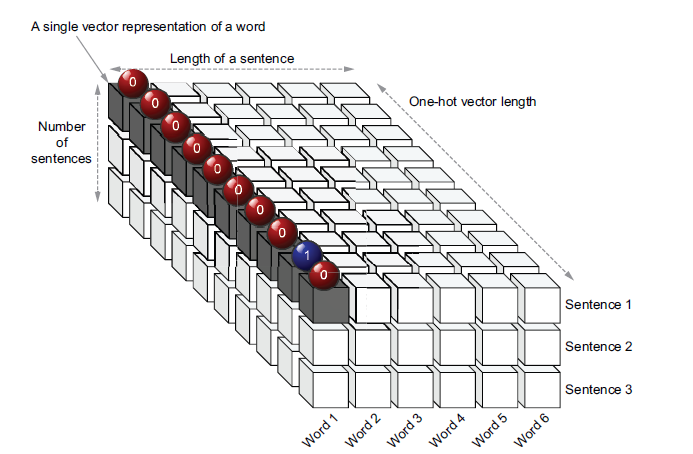 A single vector representation of a word
Length of a sentence
One-hot vector length
Number
of
sentences
0
0
0
0
0
0
0
0
1
0
Sentence 1
Sentence 2
Sentence 3
Word 1
Word 2
Word 3
Word 4
Word 5
Word 6